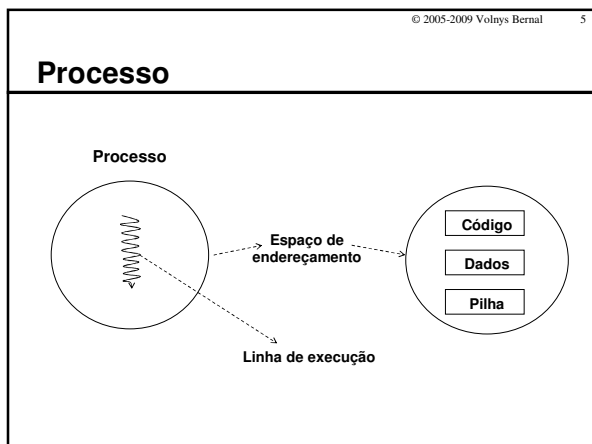 © 2005-2009 Volnys Bernal 5
Processo
Processo
Espaço de
endereçamento
Linha de execução
Código
Dados
Pilha